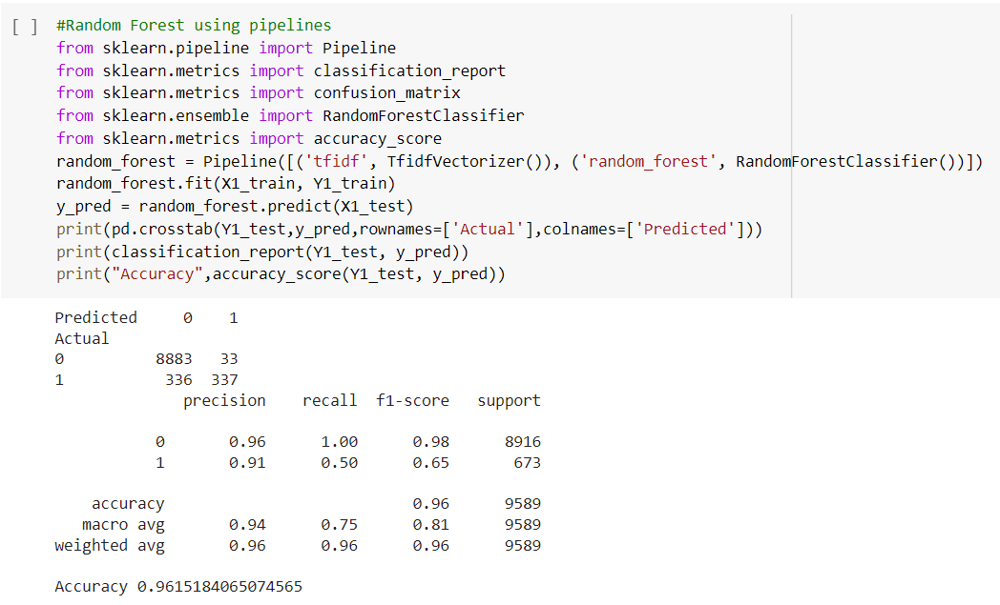 [ ] #Random Forest using pipelines
from sklearn.pipeline import Pipeline
from sklearn.metrics import classification_report
from sklearn.metrics import confusion_matrix
from sklearn.ensemble import RandomForestClassifier
from sklearn.metrics import accuracy_score
random_forest = Pipeline([('tfidf', TfidfVectorizer()), ('random_forest', RandomForestClassifier())])
random_forest.fit(X1_train, Y1_train)
y_pred = random_forest.predict(X1_test)
print(pd.crosstab(Y1_test,y_pred,rownames=['Actual'],colnames=['Predicted']))
print(classification_report(Y1_test, y_pred))
print("Accuracy",accuracy_score(Y1_test, y_pred))
Predicted 0 1
Actual
0 8883 33
1 336 337
precision recall f1-score support
0 0.96 1.00 0.98 8916
1 0.91 0.50 0.65 673
accuracy 0.96 9589
macro avg 0.94 0.75 0.81 9589
weighted avg 0.96 0.96 0.96 9589
Accuracy 0.9615184065074565